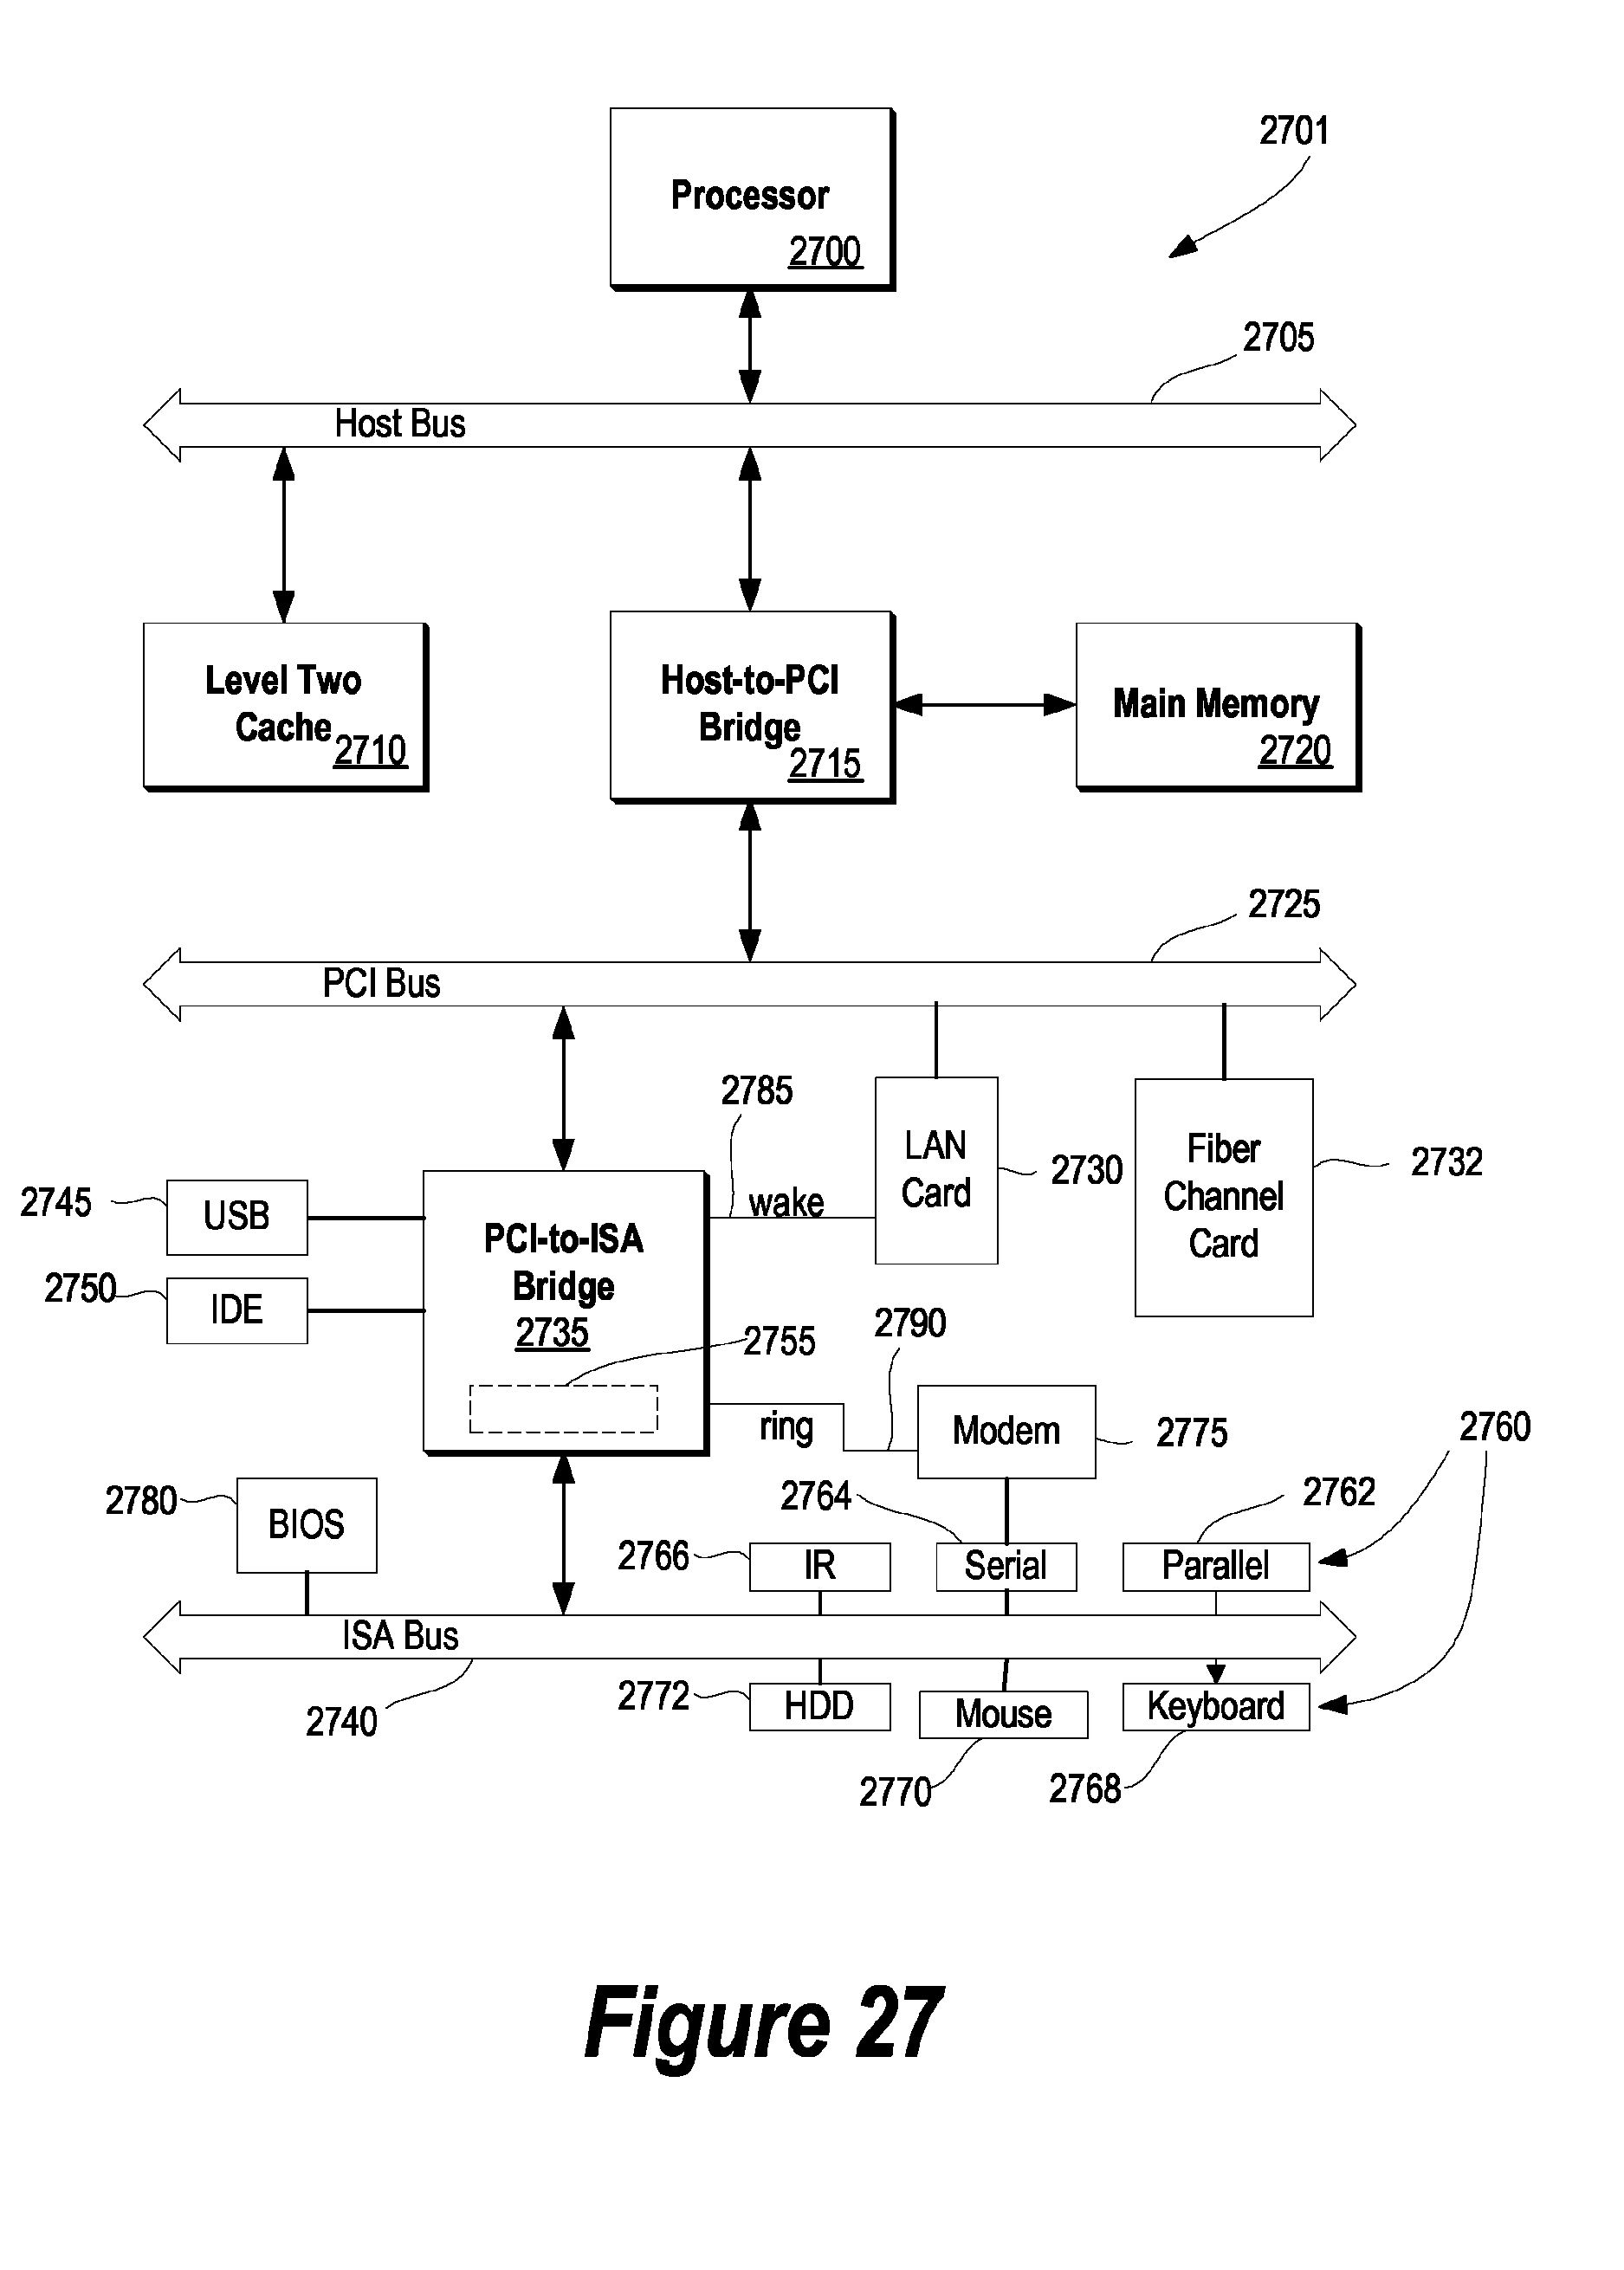 2701
Processor
2700
2705
Host Bus
Level Two
Cache
2710
Host-to-PCI
Bridge
2715
Main Memory
2720
2725
PCI Bus
2785
wake
LAN
Card
2730
Fiber
Channel
Card
2732
2745
USB
2750
IDE
PCI-to-ISA
Bridge
2735
2755
2790
ring
Modem
2775
2760
2780
BIOS
2764
2762
2766
IR
Serial
Parallel
ISA Bus
2740
2772
HDD
Mouse
Keyboard
2770
2768
Figure 27